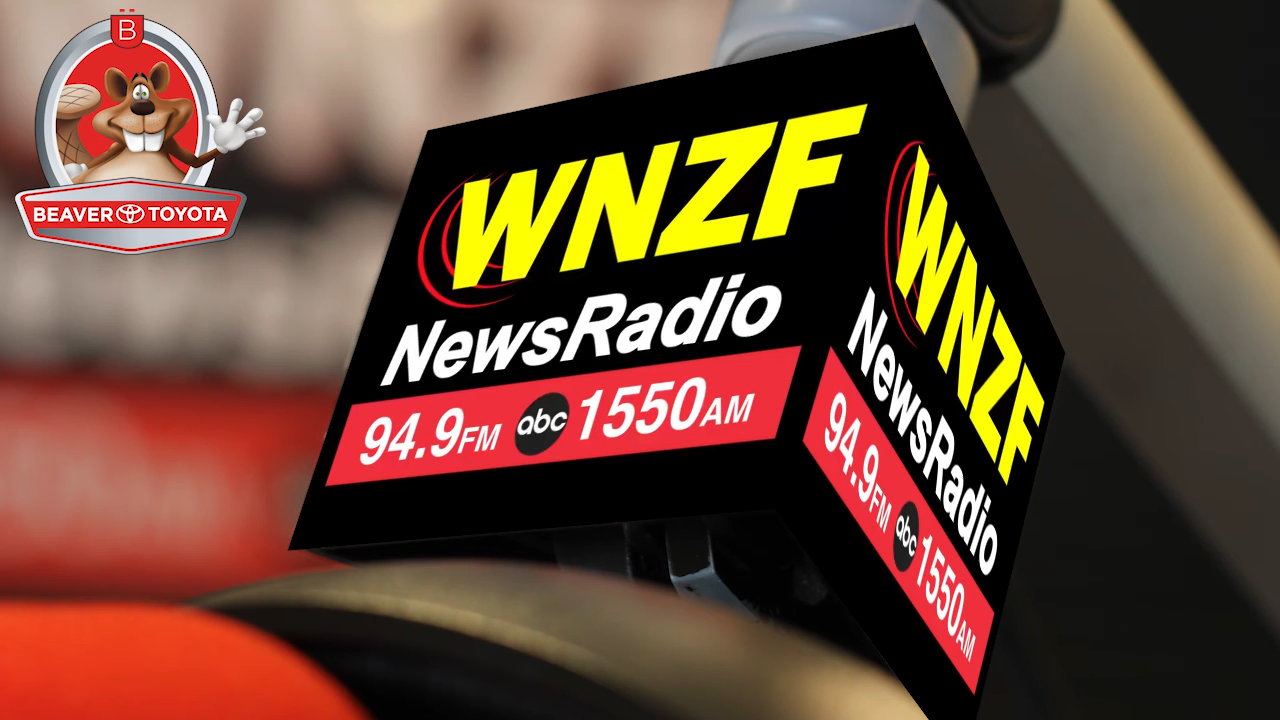 B
BEAVER TOYOTA
WNZF
NewsRadio
94.9FM abc 1550AM
WNZF
NewsRadio
94.9FM abc 1550AM